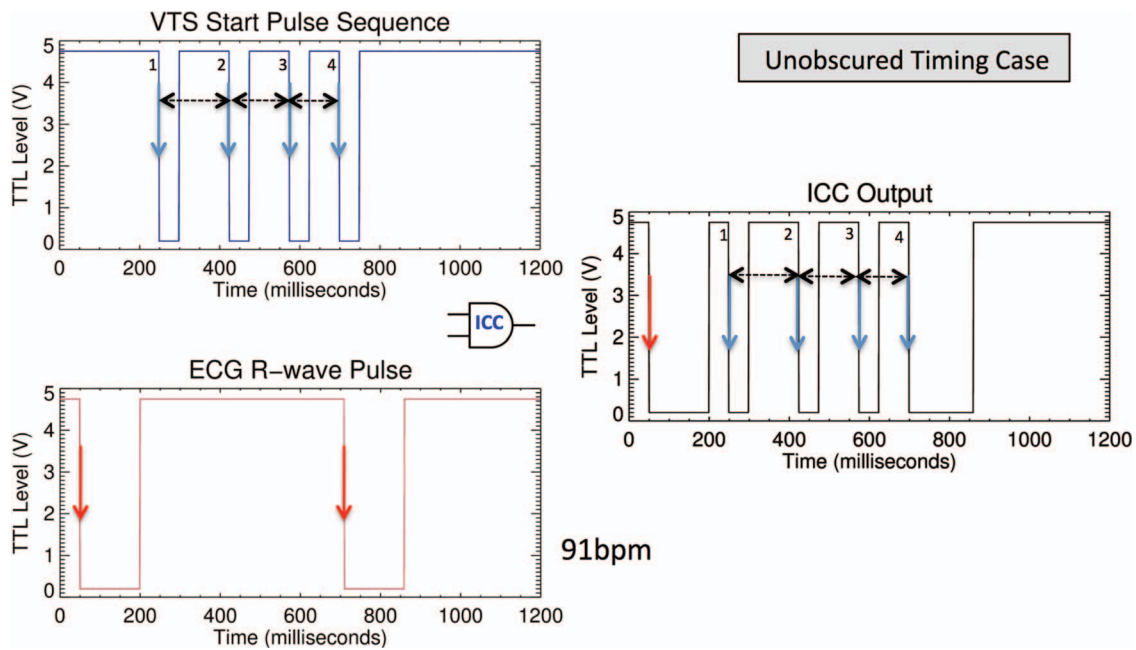 VTS Start Pulse Sequence
Unobscured Timing Case
TTL Level (V)
5
4
3
2
1
0
1 2 3 4
0 200 400 600 800 1000 1200
Time (milliseconds)
ICC Output
TTL Level (V)
5
4
3
2
1
0
1 2 3 4
0 200 400 600 800 1000 1200
Time (milliseconds)
ICC
ECG R-wave Pulse
TTL Level (V)
5
4
3
2
1
0
0 200 400 600 800 1000 1200
Time (milliseconds)
91bpm